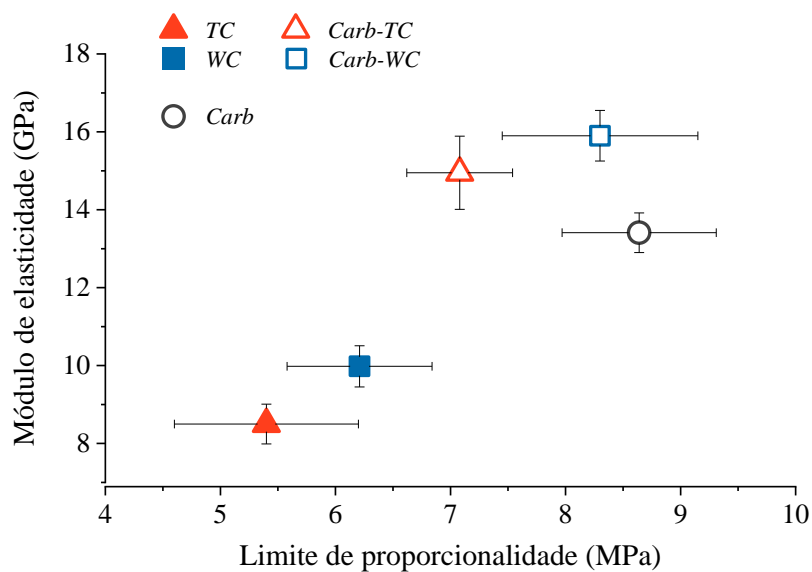 TC
Carb-TC
WC
Carb-WC
Carb
Módulo de elasticidade (GPa)
18
16
14
12
10
8
4
5
6
7
8
9
10
Limite de proporcionalidade (MPa)